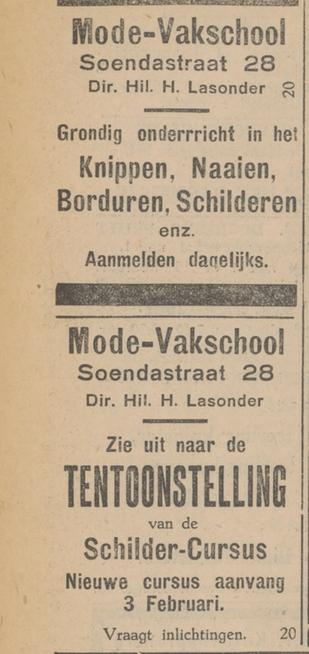 Mode-Vakschool
Soendastraat 28
Dir. Hil. H. Lasonder 20
Grondig onderrricht in het
Knippen, Naaien,
Borduren, Schilderen
enz.
Aanmelden dagelijks.
Mode-Vakschool
Soendastraat 28
Dir. Hil. H. Lasonder
Zie uit naar de
TENTOONSTELLING
van de
Schilder-Cursus
Nieuwe cursus aanvang
3 Februari.
Vraagt inlichtingen. 20